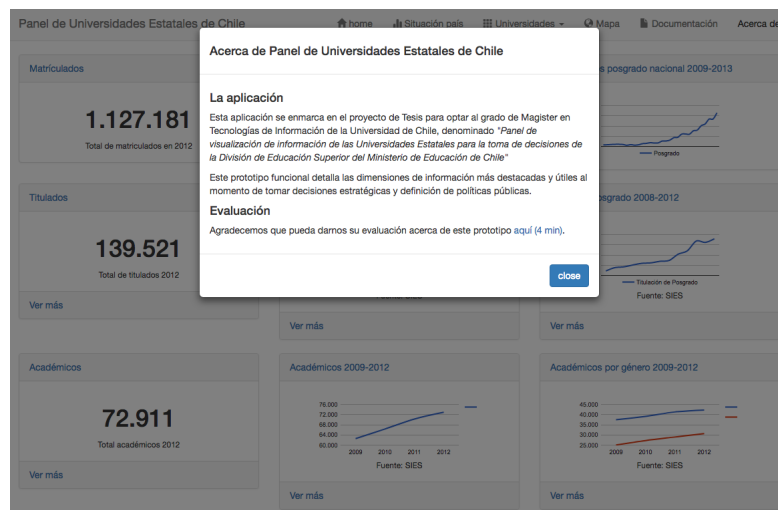 Panel de Universidades Estatales de Chile
home Situación país Universidades Mapa Documentación Acerca de
Acerca de Panel de Universidades Estatales de Chile
La aplicación
Esta aplicación se enmarca en el proyecto de Tesis para optar al grado de Magister en
Tecnologías de Información de la Universidad de Chile, denominado "Panel de
visualización de información de las Universidades Estatales para la toma de decisiones de
la División de Educación Superior del Ministerio de Educación de Chile"
Este prototipo funcional detalla las dimensiones de información más destacadas y útiles al
momento de tomar decisiones estratégicas y definición de políticas públicas.
Evaluación
Agradecemos que pueda darnos su evaluación acerca de este prototipo aquí (4 min).
close
Matriculados
1.127.181
Total de matriculados en 2012
posgrado nacional 2009-2013
Posgrado
Titulados
139.521
Total de titulados 2012
Ver más
Ver más
2008-2012
Titulación de Posgrado
Fuente: SIES
Ver más
Académicos
72.911
Total académicos 2012
Ver más
Académicos 2009-2012
76.000
72.000
68.000
64.000
60.000
2009 2010 2011 2012
Fuente: SIES
Ver más
Académicos por género 2009-2012
45.000
40.000
35.000
30.000
25.000
2009 2010 2011 2012
Fuente: SIES
Ver más